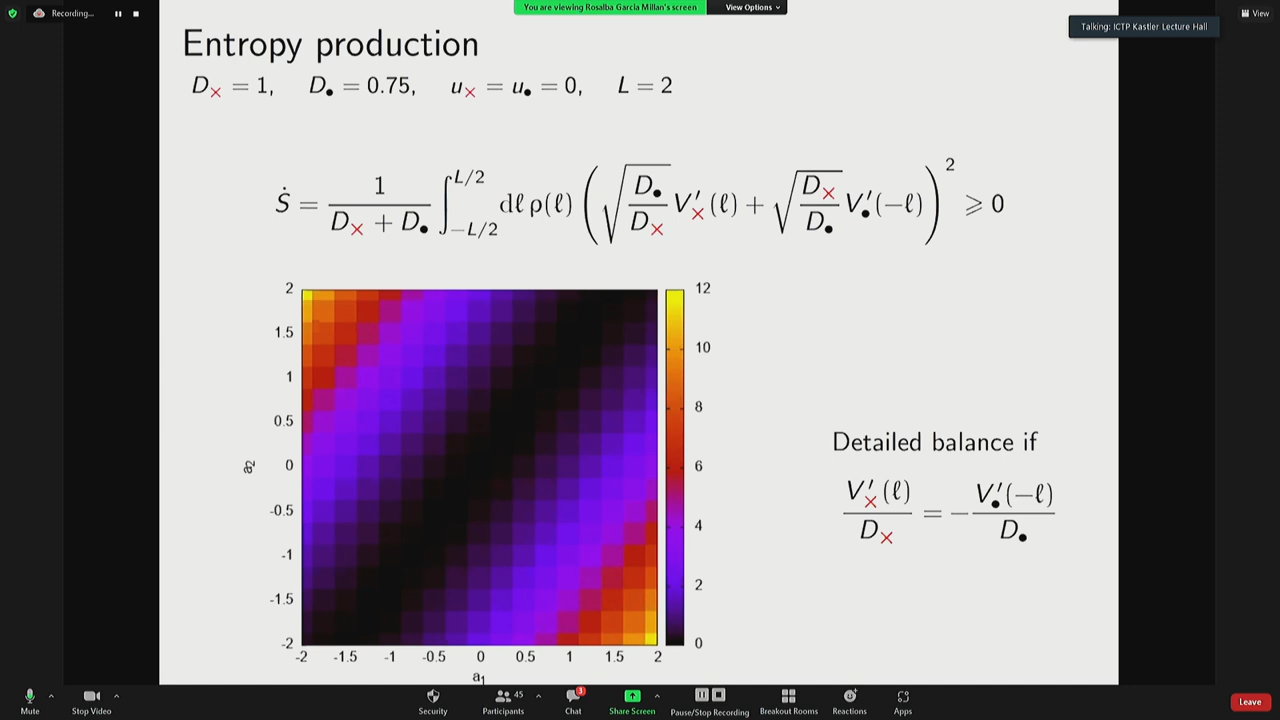 Recording...
You are viewing Rosalba Garcia Millan's screen
View Options
View
Talking: ICTP Kastler Lecture Hall
Entropy production
D× = 1, D• = 0.75, u× = u• = 0, L = 2
Ṡ = 1/(D× + D•) ∫_{−L/2}^{L/2} dℓ ρ(ℓ) (√(D•/D×) V′×(ℓ) + √(D×/D•) V′•(−ℓ))² ⩾ 0
2
1.5
1
0.5
0
-0.5
-1
-1.5
-2
a2
-2 -1.5 -1 -0.5 0 0.5 1 1.5 2
a1
12
10
8
6
4
2
0
Detailed balance if
V′×(ℓ)/D× = − V′•(−ℓ)/D•
Mute
Stop Video
Security
45
Participants
3
Chat
Share Screen
Pause/Stop Recording
Breakout Rooms
Reactions
Apps
Leave